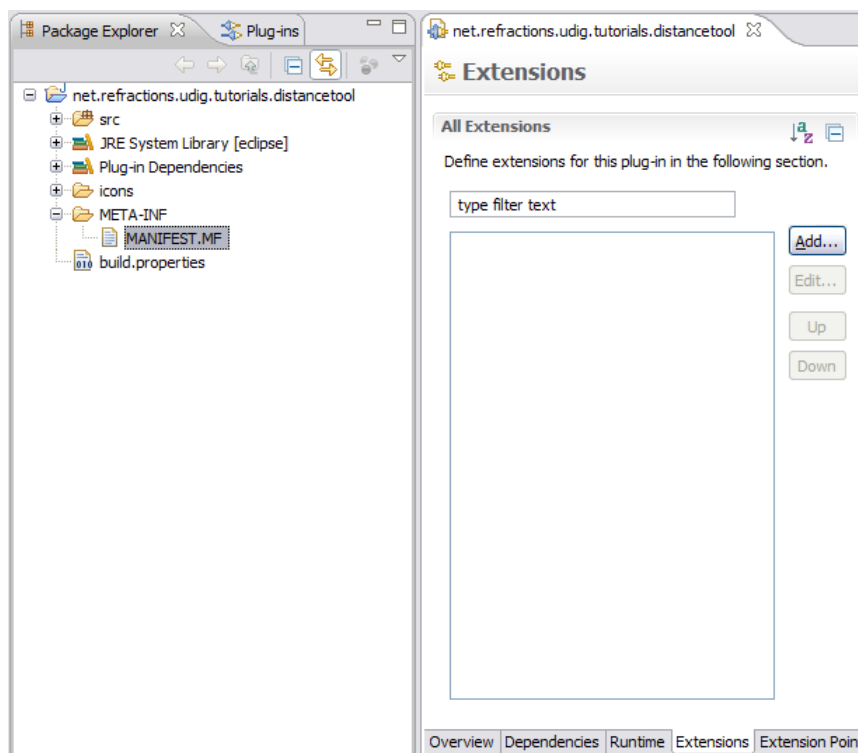 Package Explorer Plug-ins
net.refractions.udig.tutorials.distancetool
src
JRE System Library [eclipse]
Plug-in Dependencies
icons
META-INF
MANIFEST.MF
010 build.properties
net.refractions.udig.tutorials.distancetool
Extensions
All Extensions
a
z
Define extensions for this plug-in in the following section.
type filter text
Add...
Edit...
Up
Down
Overview Dependencies Runtime Extensions Extension Poin